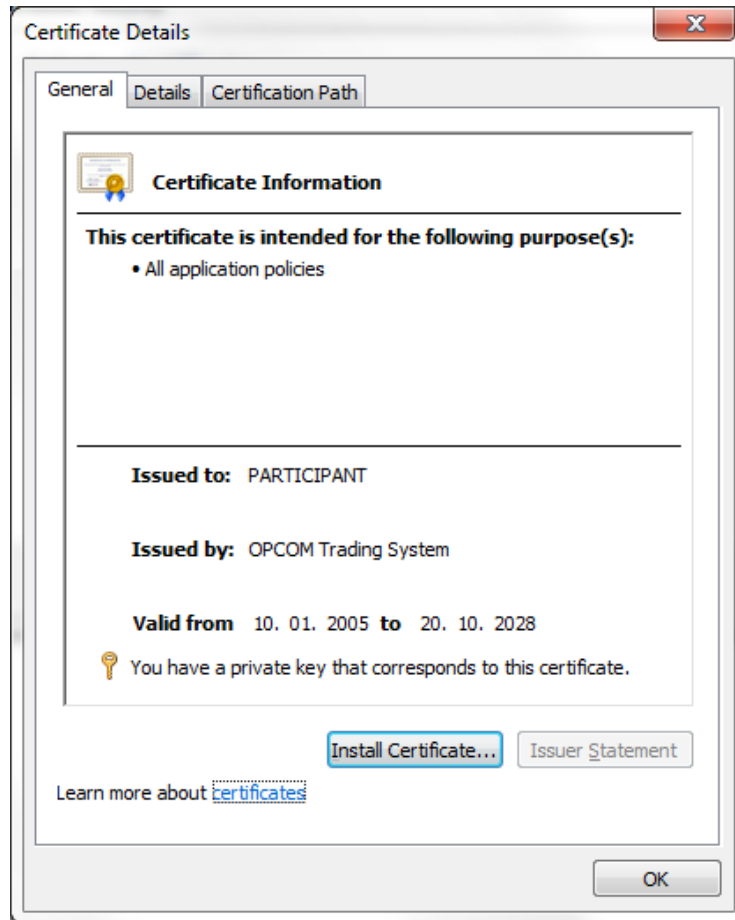 Certificate Details
General Details Certification Path
Certificate Information
This certificate is intended for the following purpose(s):
• All application policies
Issued to: PARTICIPANT
Issued by: OPCOM Trading System
Valid from 10. 01. 2005 to 20. 10. 2028
You have a private key that corresponds to this certificate.
Install Certificate... Issuer Statement
Learn more about certificates
OK